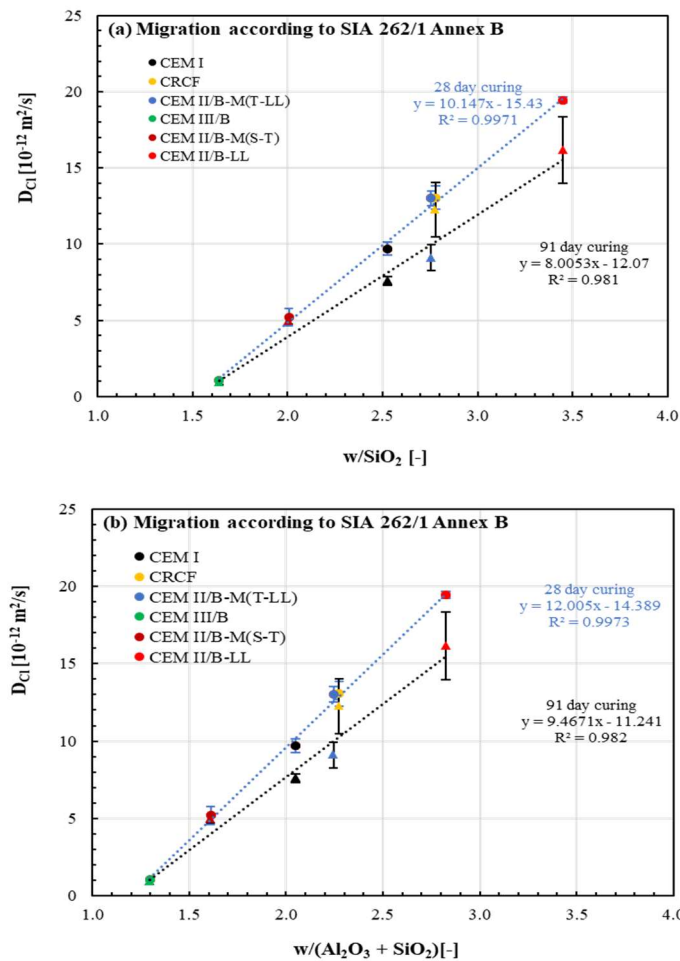 (a) Migration according to SIA 262/1 Annex B
CEM I
CRCF
CEM II/B-M(T-LL)
CEM III/B
CEM II/B-M(S-T)
CEM II/B-LL
28 day curing
y = 10.147x - 15.43
R² = 0.9971
91 day curing
y = 8.0053x - 12.07
R² = 0.981
D_Cl [10⁻¹² m²/s]
25
20
15
10
5
0
1.0 1.5 2.0 2.5 3.0 3.5 4.0
w/SiO₂ [-]
(b) Migration according to SIA 262/1 Annex B
CEM I
CRCF
CEM II/B-M(T-LL)
CEM III/B
CEM II/B-M(S-T)
CEM II/B-LL
28 day curing
y = 12.005x - 14.389
R² = 0.9973
91 day curing
y = 9.4671x - 11.241
R² = 0.982
D_Cl [10⁻¹² m²/s]
25
20
15
10
5
0
1.0 1.5 2.0 2.5 3.0 3.5 4.0
w/(Al₂O₃ + SiO₂)[-]